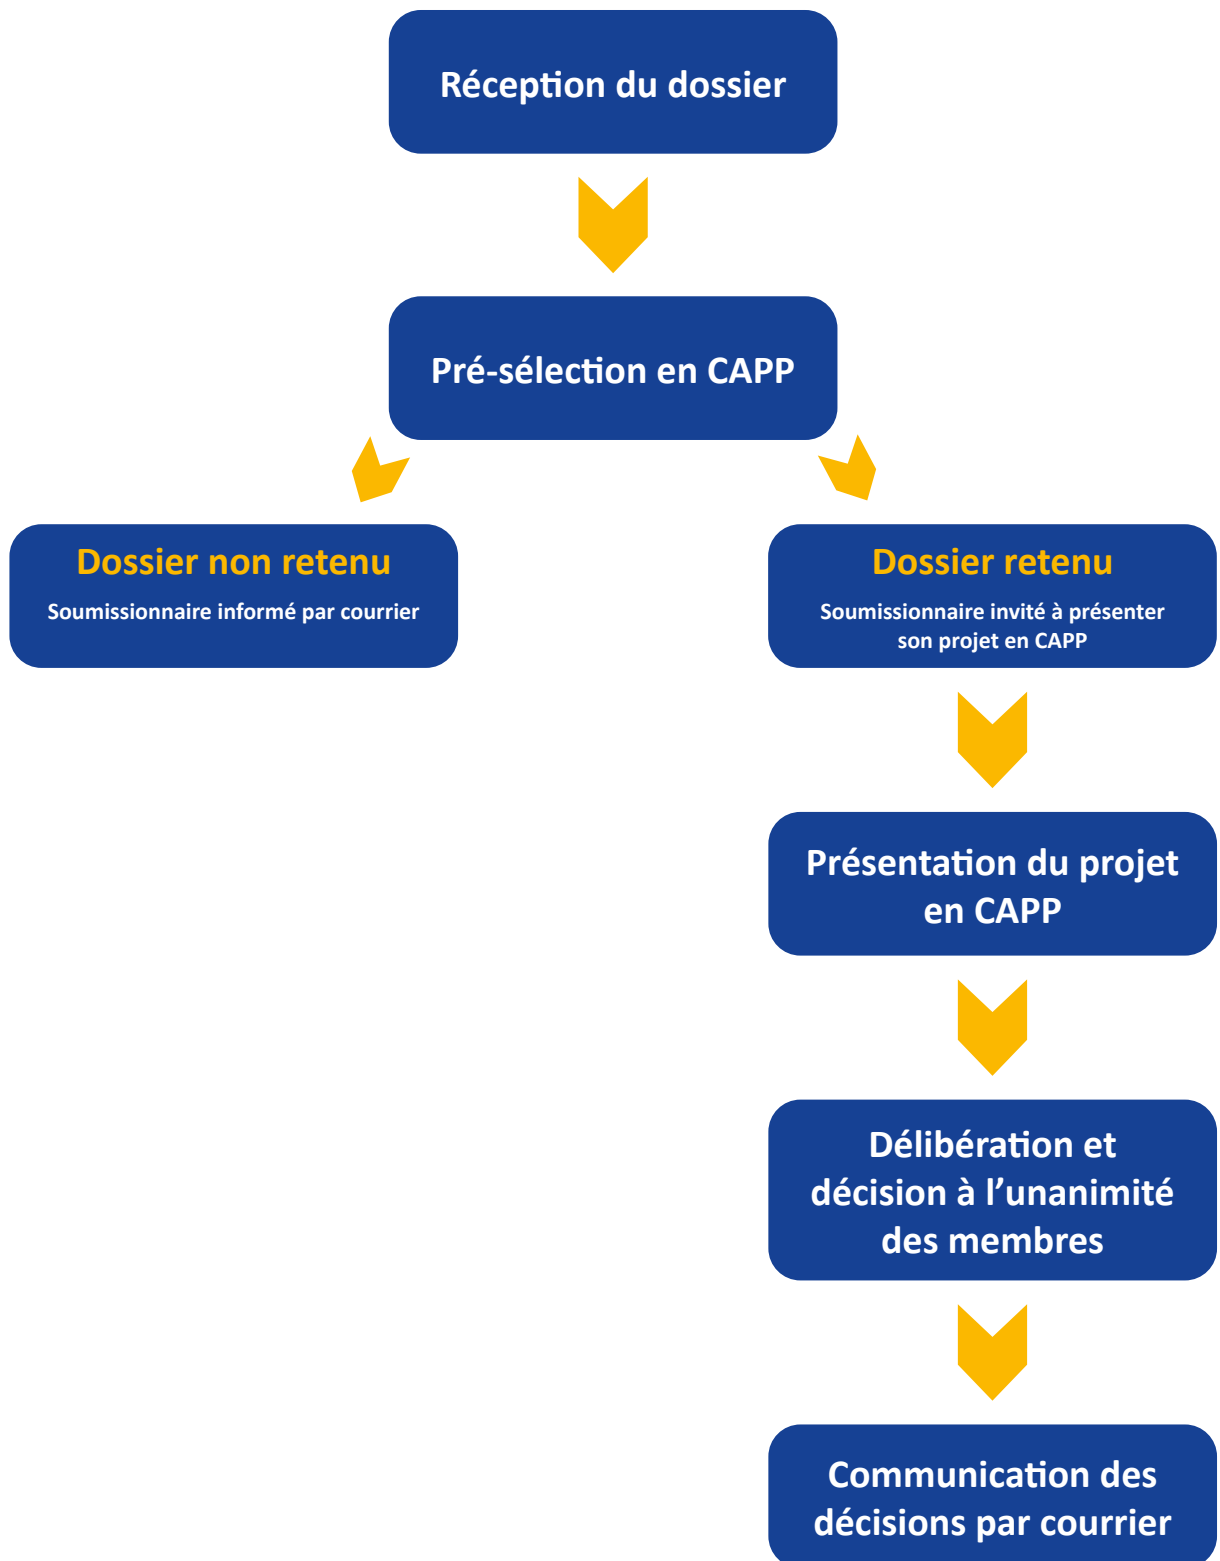 Réception du dossier
Pré-sélection en CAPP
Dossier non retenu
Soumissionnaire informé par courrier
Dossier retenu
Soumissionnaire invité à présenter
son projet en CAPP
Présentation du projet
en CAPP
Délibération et
décision à l’unanimité
des membres
Communication des
décisions par courrier